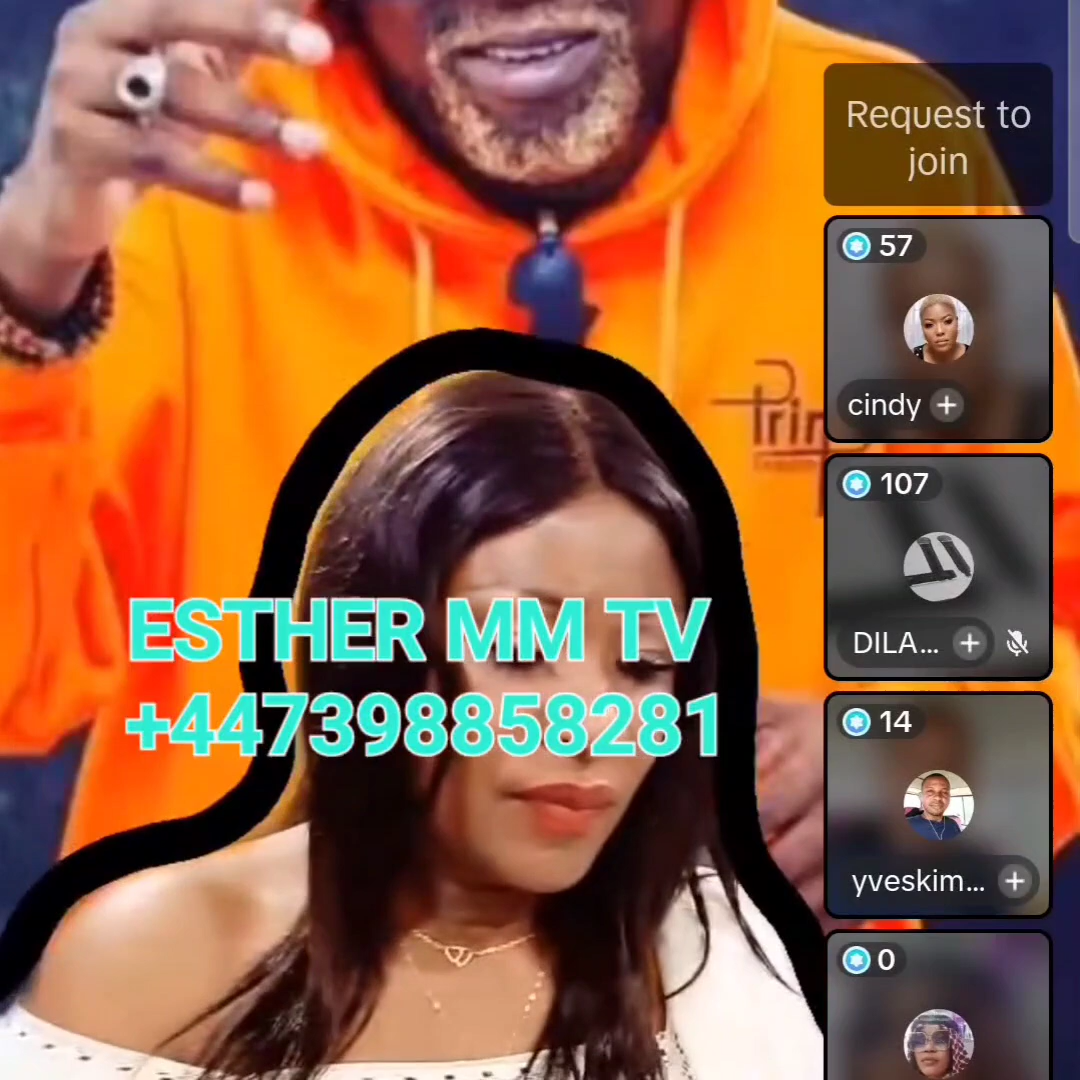 Request to
join
57
cindy
107
DILA...
14
yveskim...
0
ESTHER MM TV
+447398858281